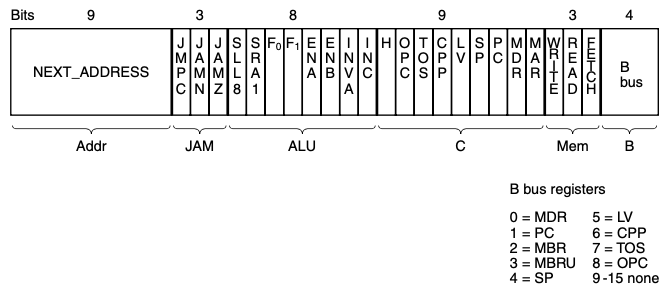 Bits 9 3 8 9 3 4
NEXT_ADDRESS JMPC JAMN JAMZ SLL8 SRA1 F0 F1 ENA ENB INVA INC H OPC TOS CPP LV SP PC MDR MAR WRITE READ FETCH B bus
Addr JAM ALU C Mem B
B bus registers
0 = MDR 5 = LV
1 = PC 6 = CPP
2 = MBR 7 = TOS
3 = MBRU 8 = OPC
4 = SP 9 -15 none